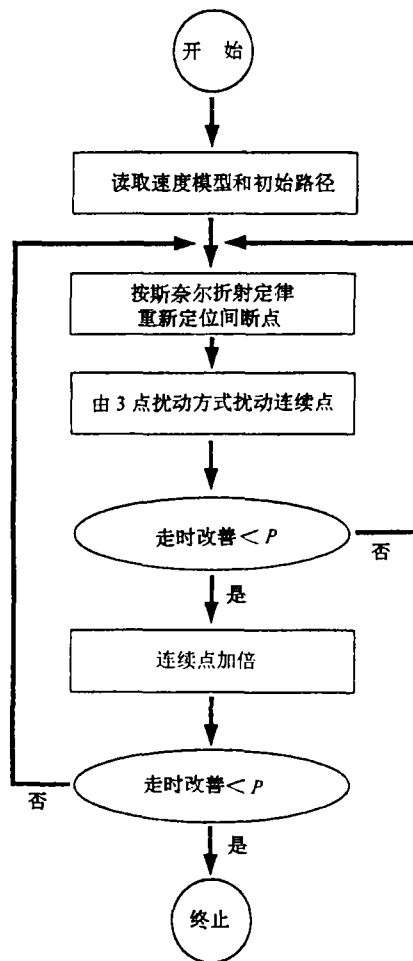 开 始
读取速度模型和初始路径
按斯奈尔折射定律
重新定位间断点
由 3 点扰动方式扰动连续点
走时改善＜P
否
是
连续点加倍
走时改善＜P
否
是
终止